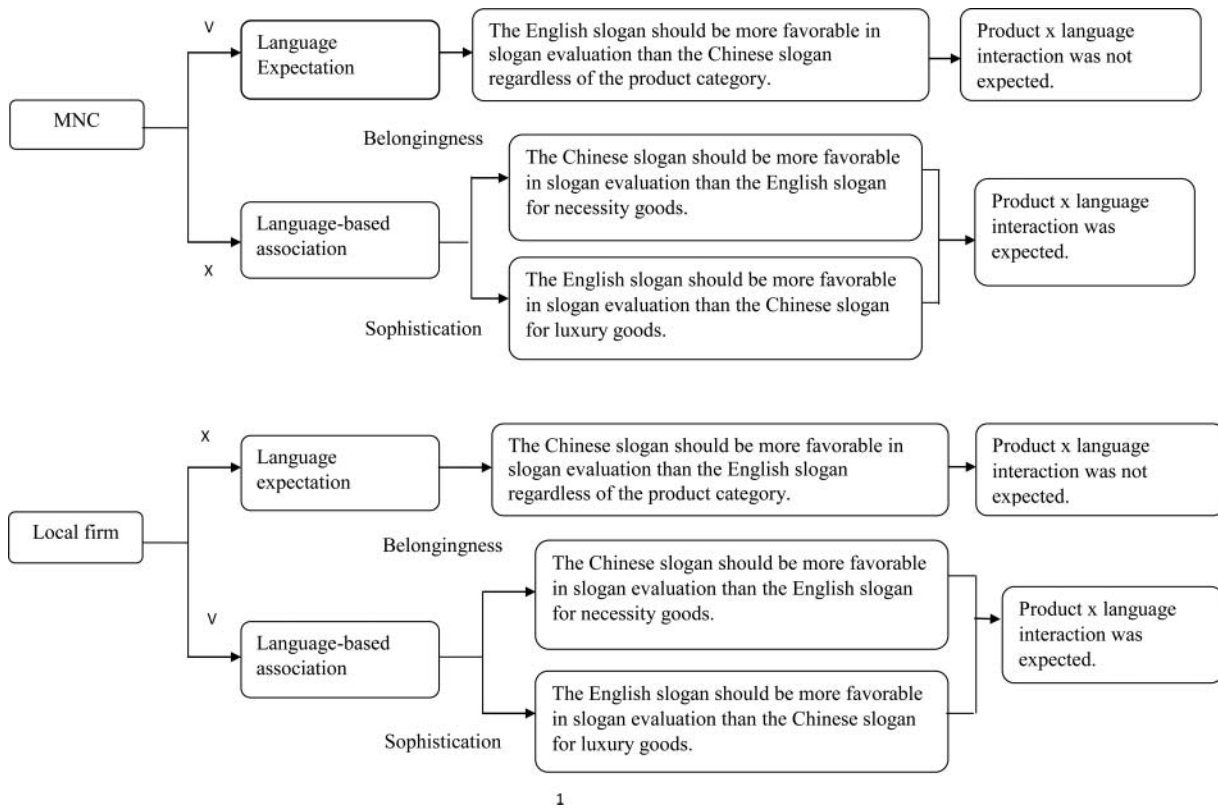 V
Language
Expectation
The English slogan should be more favorable in
slogan evaluation than the Chinese slogan
regardless of the product category.
Product x language
interaction was not
expected.
MNC
Belongingness
The Chinese slogan should be more favorable
in slogan evaluation than the English slogan
for necessity goods.
Language-based
association
X
Product x language
interaction was
expected.
The English slogan should be more favorable
in slogan evaluation than the Chinese slogan
for luxury goods.
Sophistication
X
Language
expectation
The Chinese slogan should be more favorable in
slogan evaluation than the English slogan
regardless of the product category.
Product x language
interaction was not
expected.
Local firm
Belongingness
The Chinese slogan should be more favorable
in slogan evaluation than the English slogan
for necessity goods.
V
Language-based
association
Product x language
interaction was
expected.
The English slogan should be more favorable
in slogan evaluation than the Chinese slogan
for luxury goods.
Sophistication
1